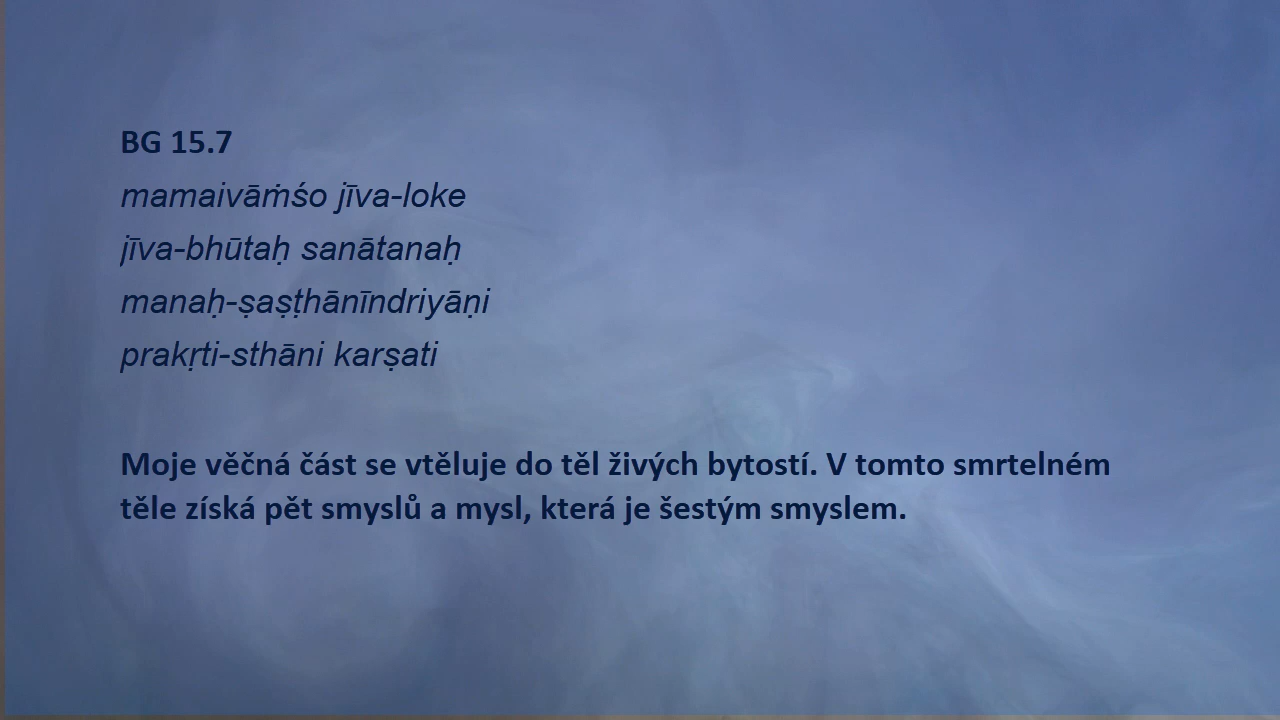 BG 15.7
mamaivāṁśo jīva-loke
jīva-bhūtaḥ sanātanaḥ
manaḥ-ṣaṣṭhānīndriyāṇi
prakṛti-sthāni karṣati
Moje věčná část se vtěluje do těl živých bytostí. V tomto smrtelném
těle získá pět smyslů a mysl, která je šestým smyslem.